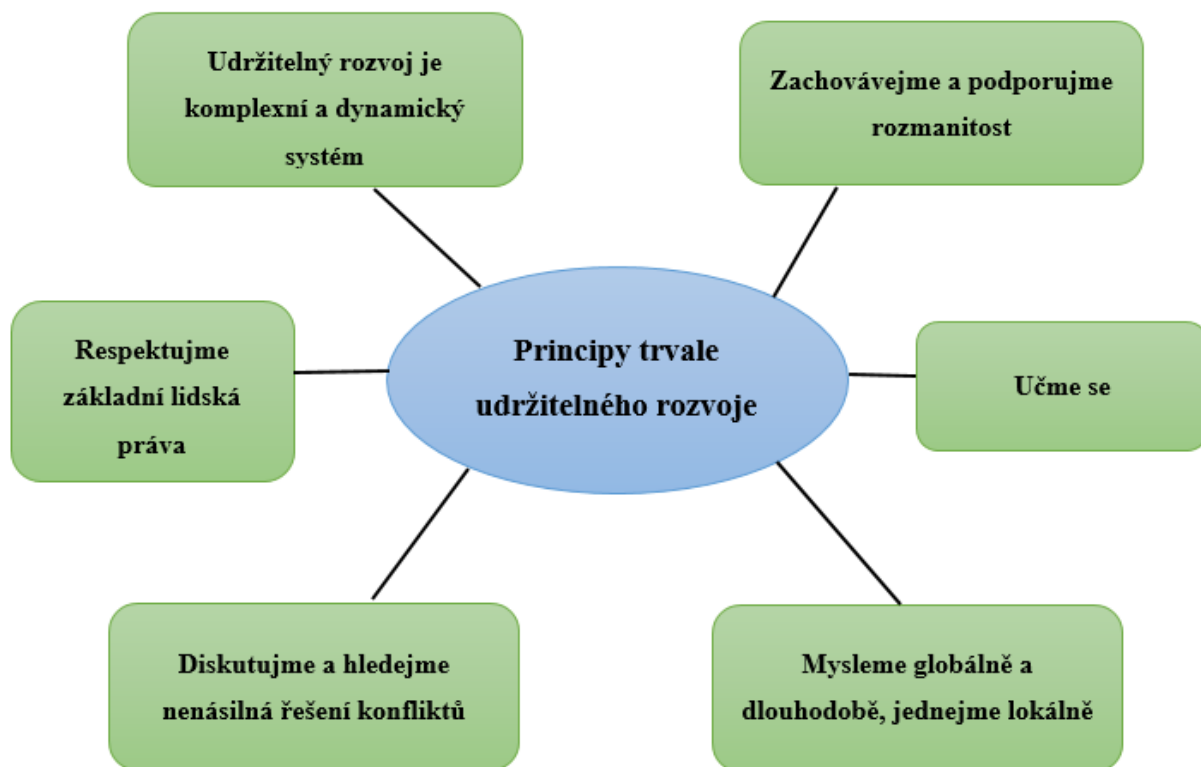 Udržitelný rozvoj je
komplexní a dynamický
systém
Zachovávejme a podporujme
rozmanitost
Respektujme
základní lidská
práva
Principy trvale
udržitelného rozvoje
Učme se
Diskutujme a hledejme
nenásilná řešení konfliktů
Mysleme globálně a
dlouhodobě, jednejme lokálně